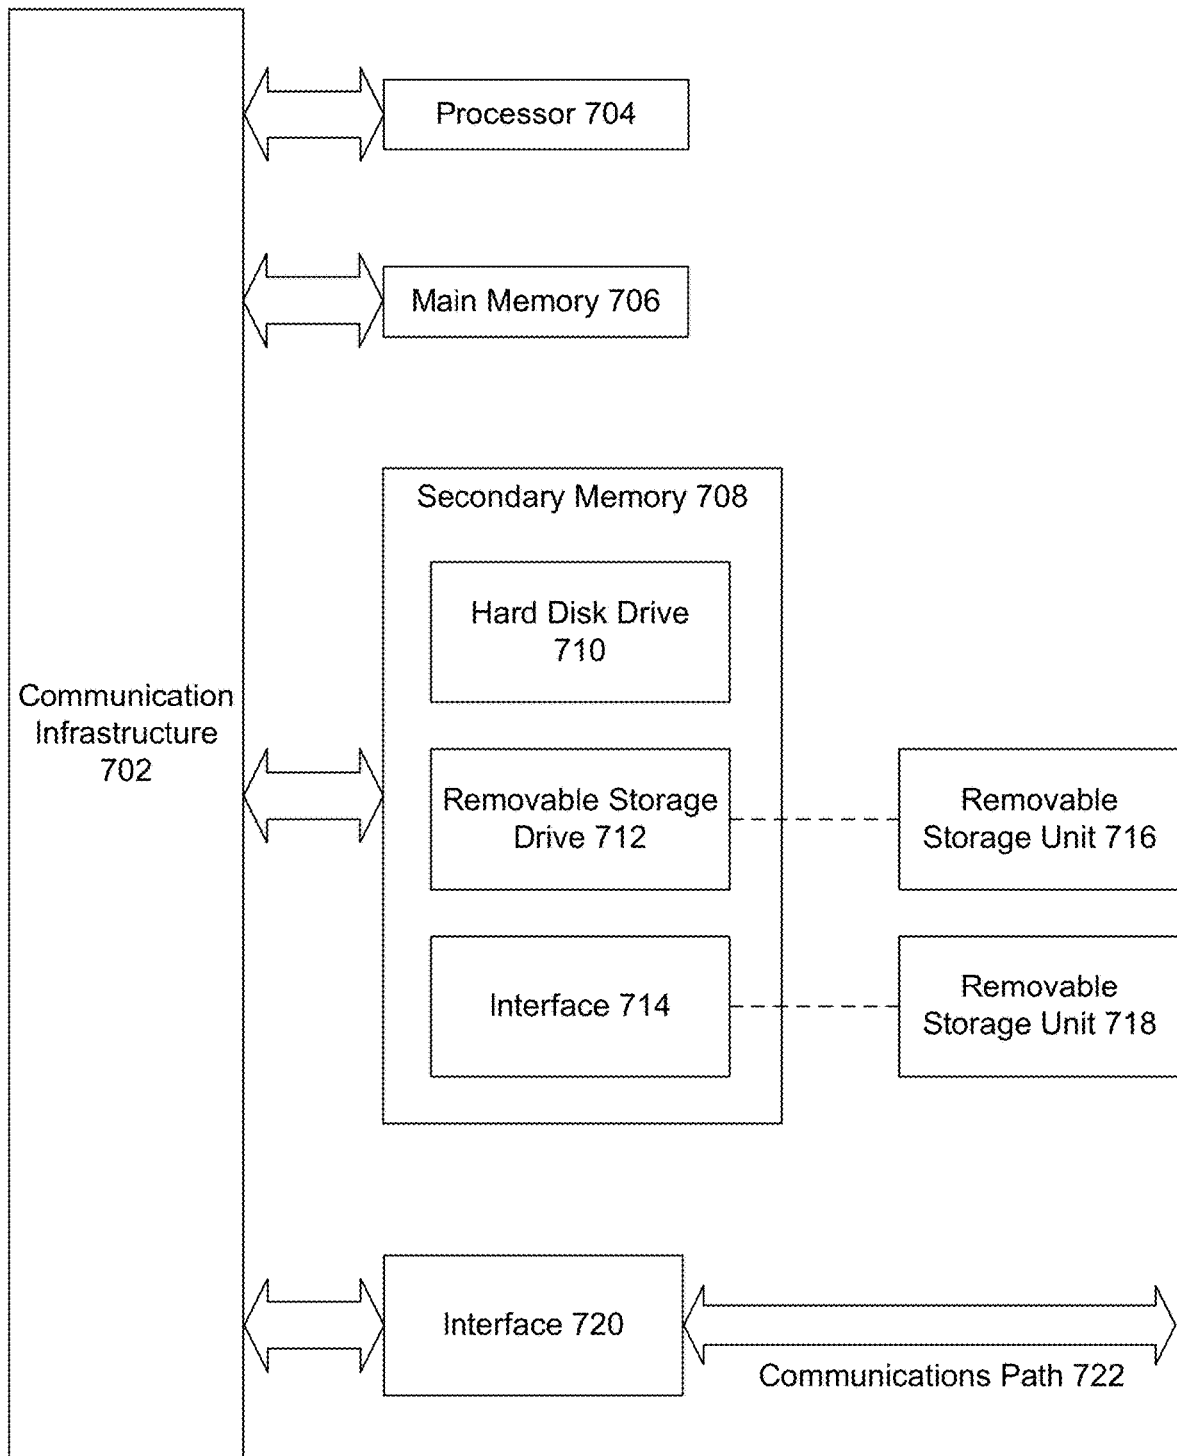 Processor 704
Main Memory 706
Secondary Memory 708
Hard Disk Drive
710
Communication
Infrastructure
702
Removable Storage
Drive 712
Removable
Storage Unit 716
Interface 714
Removable
Storage Unit 718
Interface 720
Communications Path 722